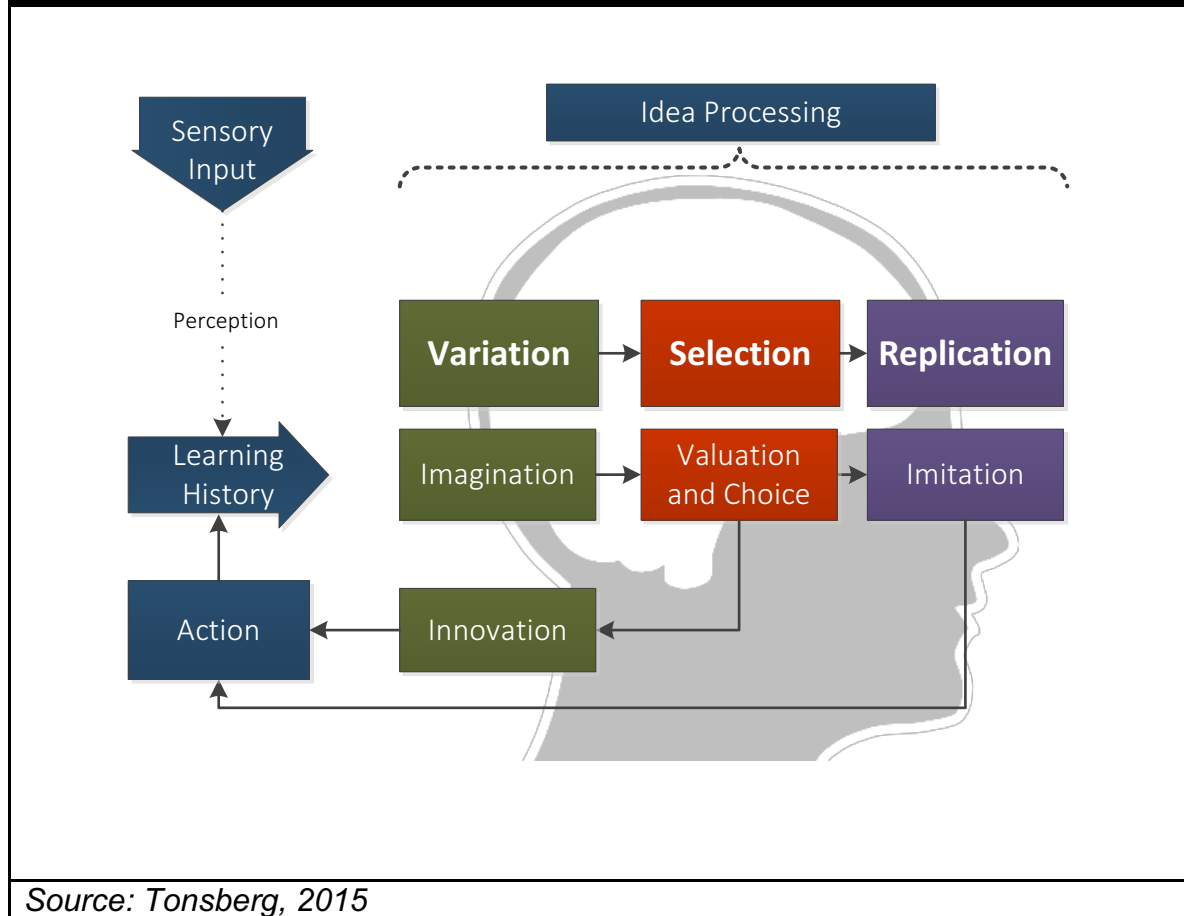 Sensory
Input
Idea Processing
Perception
Variation
Selection
Replication
Learning
History
Imagination
Valuation
and Choice
Imitation
Action
Innovation
Source: Tonsberg, 2015